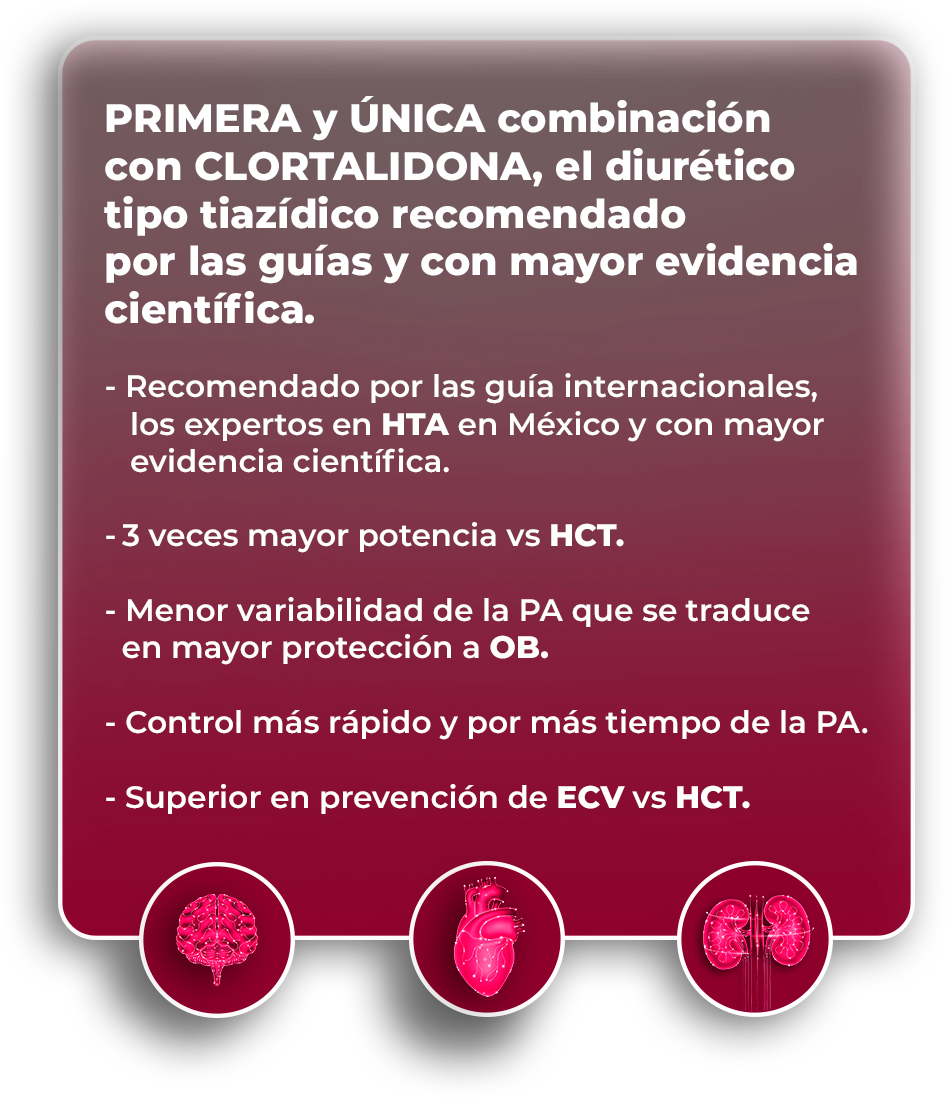 PRIMERA y ÚNICA combinación
con CLORTALIDONA, el diurético
tipo tiazídico recomendado
por las guías y con mayor evidencia
científica.
- Recomendado por las guía internacionales,
los expertos en HTA en México y con mayor
evidencia científica.
- 3 veces mayor potencia vs HCT.
- Menor variabilidad de la PA que se traduce
en mayor protección a OB.
- Control más rápido y por más tiempo de la PA.
- Superior en prevención de ECV vs HCT.